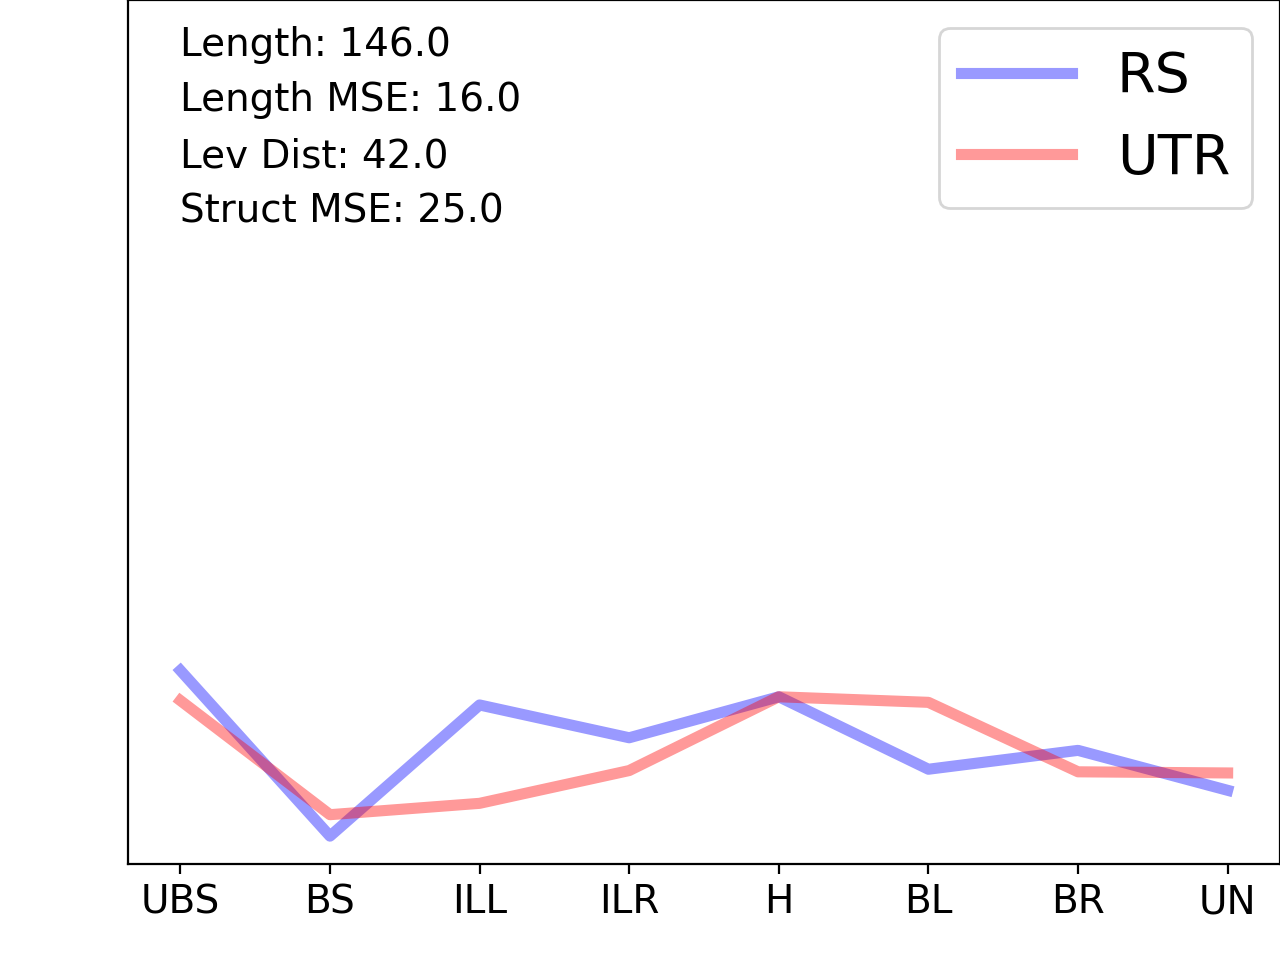 Length: 146.0
Length MSE: 16.0
Lev Dist: 42.0
Struct MSE: 25.0
RS
UTR
UBS BS ILL ILR H BL BR UN